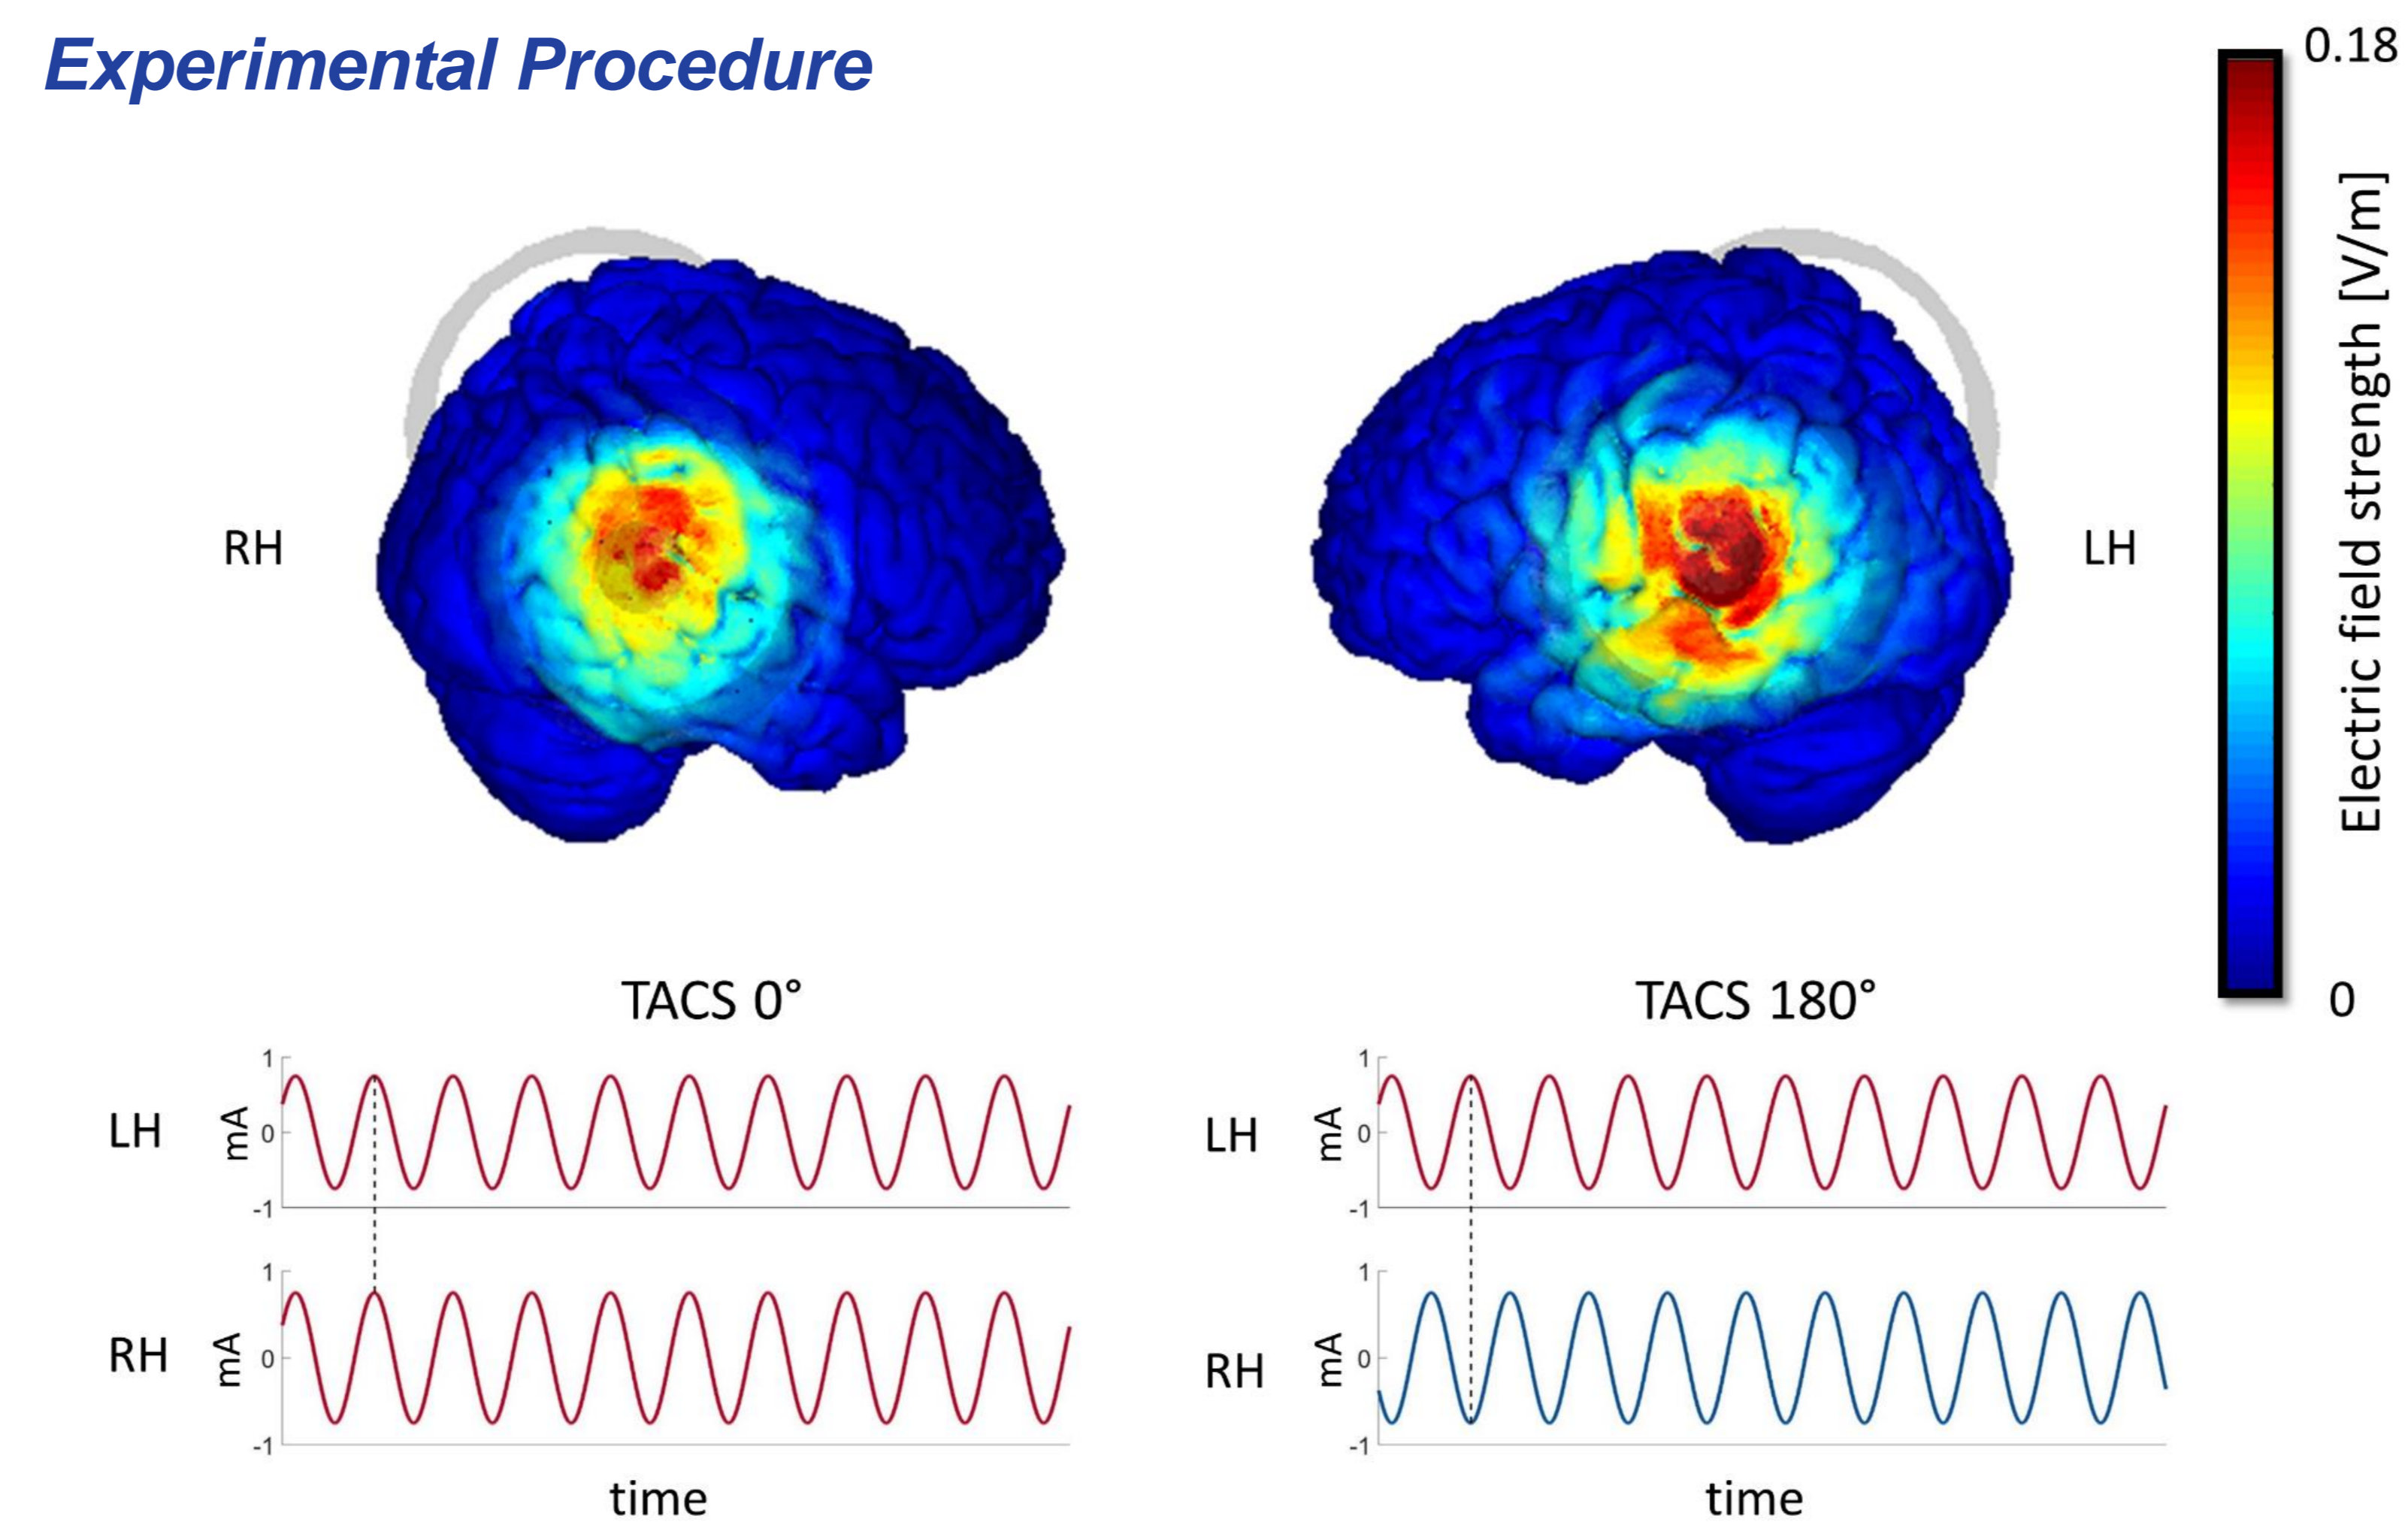 Experimental Procedure
0.18
Electric field strength [V/m]
0
RH
LH
TACS 0°
LH
mA
1
0
-1
RH
mA
1
0
-1
time
TACS 180°
LH
mA
1
0
-1
RH
mA
1
0
-1
time